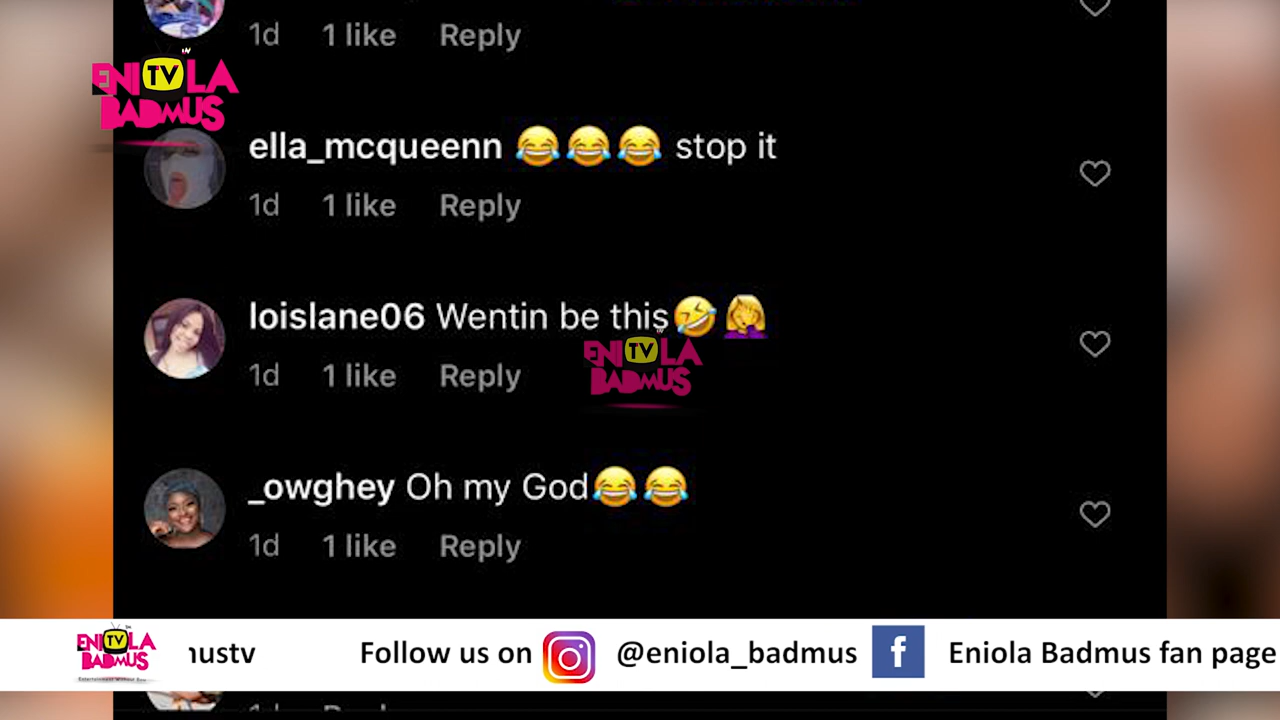 1d 1 like Reply
ENIOLA TV BADMUS
ella_mcqueenn 😂😂😂 stop it
1d 1 like Reply
loislane06 Wentin be this🤣🤦‍♀️
ENIOLA TV BADMUS
1d 1 like Reply
_owghey Oh my God😂😂
1d 1 like Reply
ENIOLA TV BADMUS
nustv Follow us on @eniola_badmus f Eniola Badmus fan page